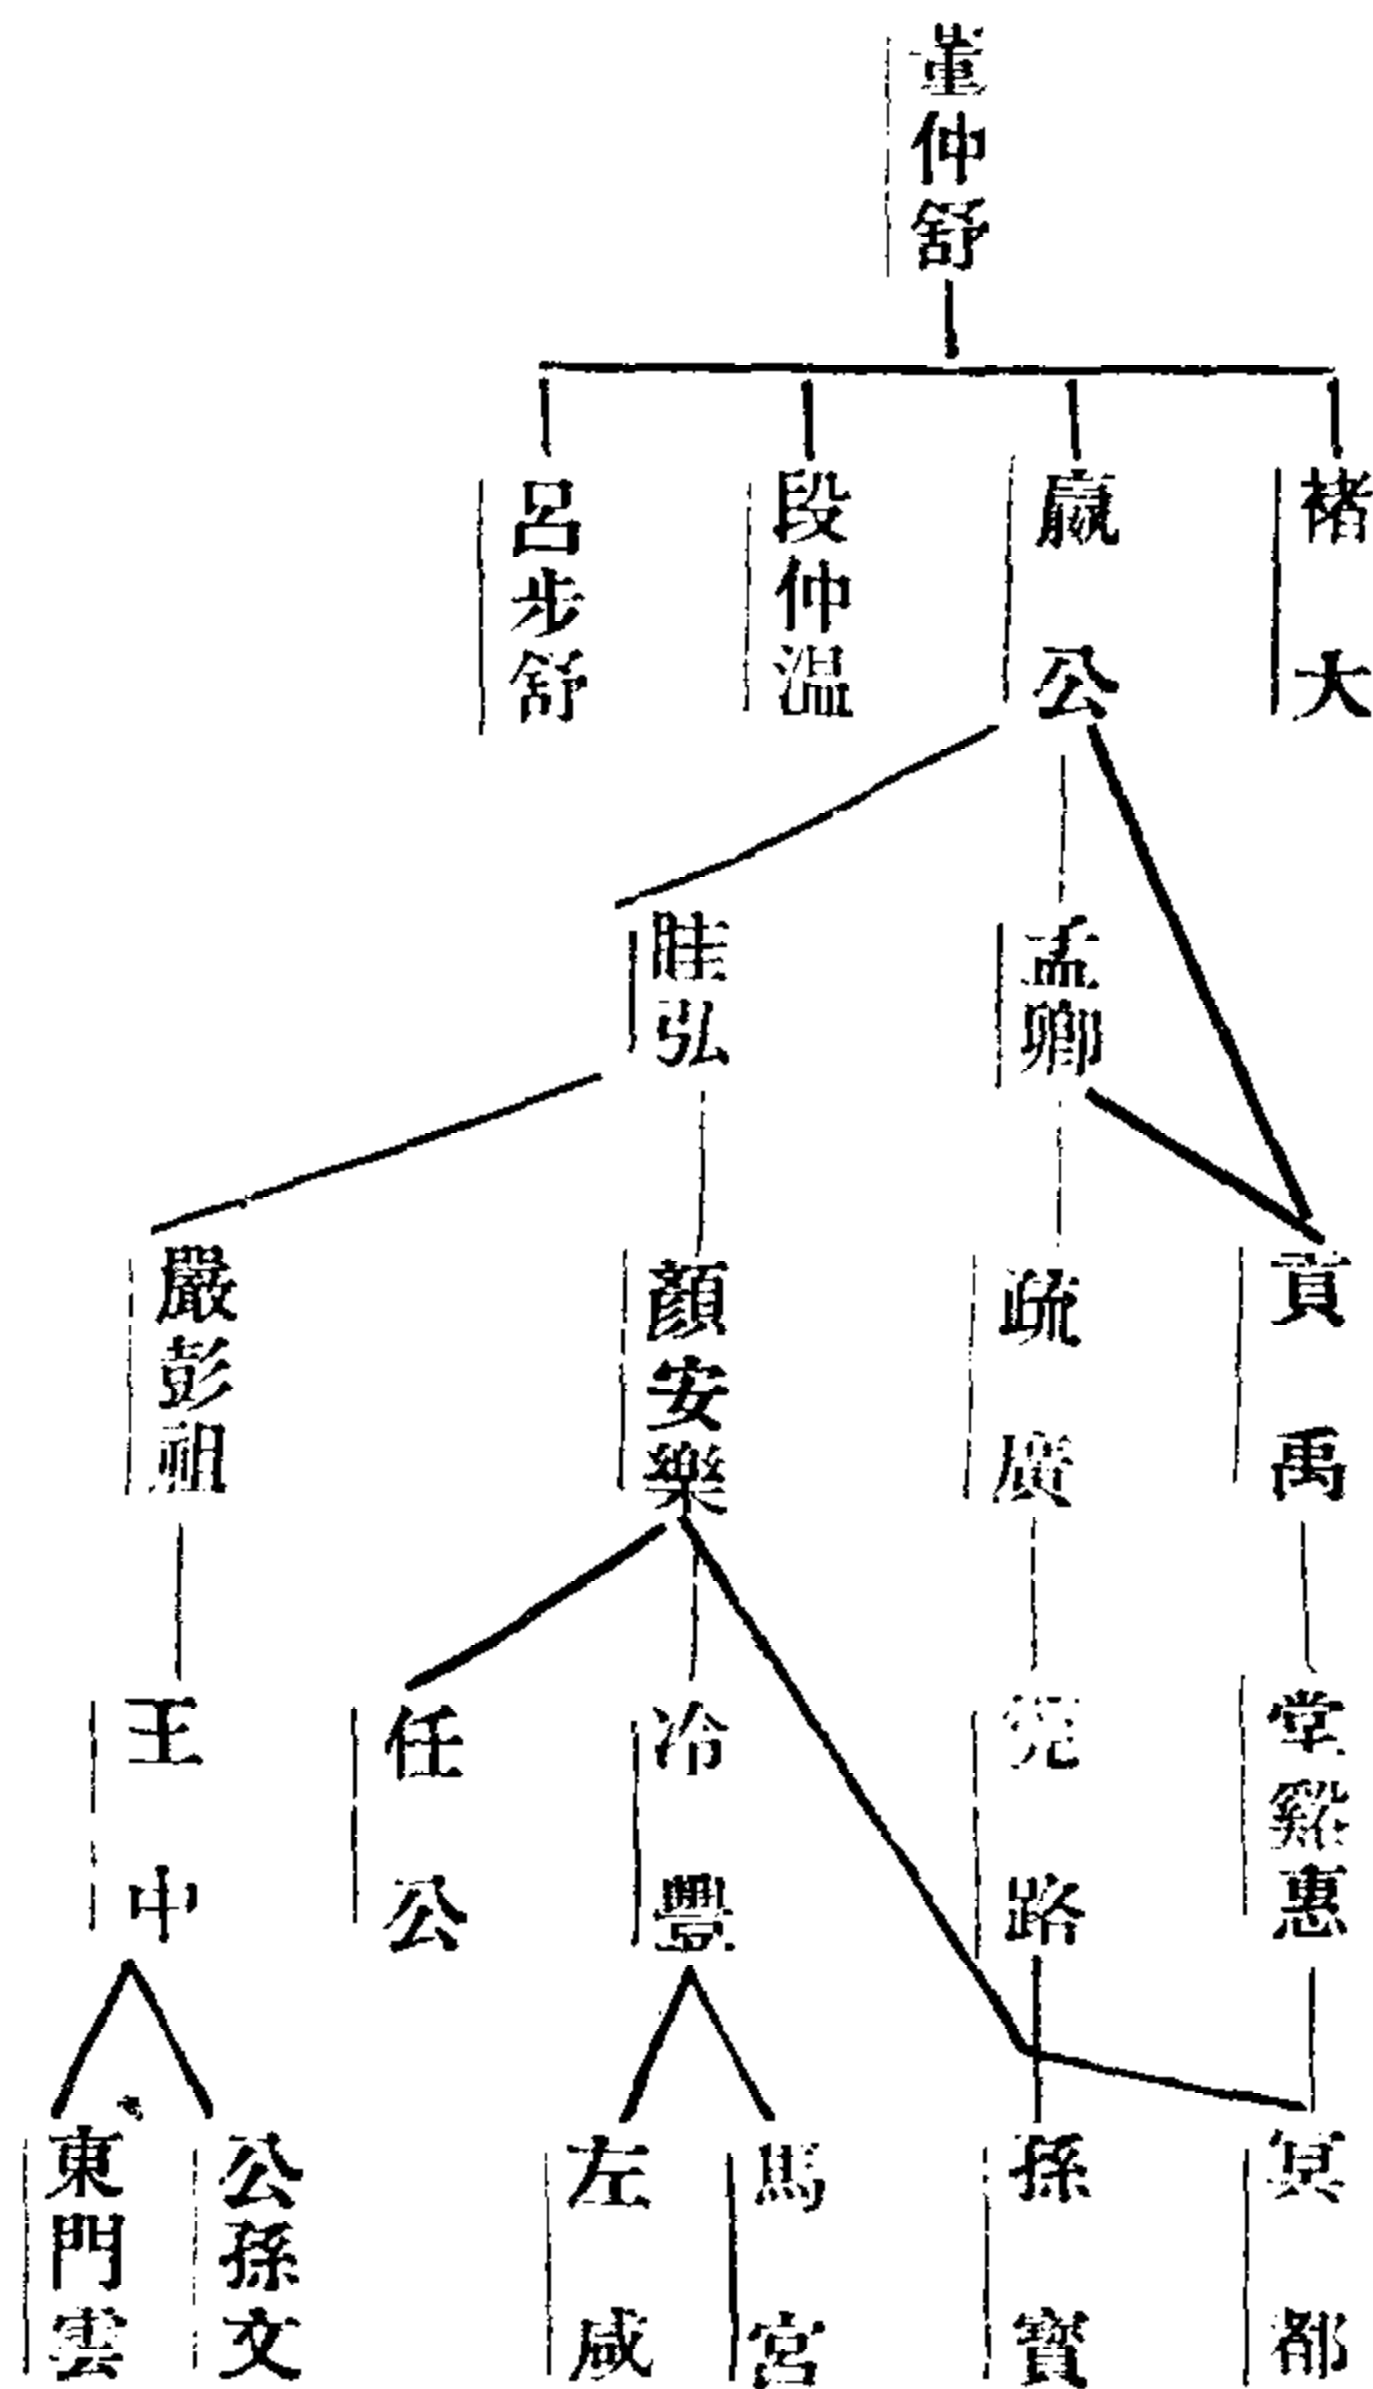 董仲舒
褚大
嬴公
段仲温
呂步舒
孟卿
眭弘
貢禹
疏廣
顏安樂
嚴彭祖
堂谿惠
筦路
冷豐
任公
王中
冥都
孫寶
馬宮
左咸
公孫文
東門雲